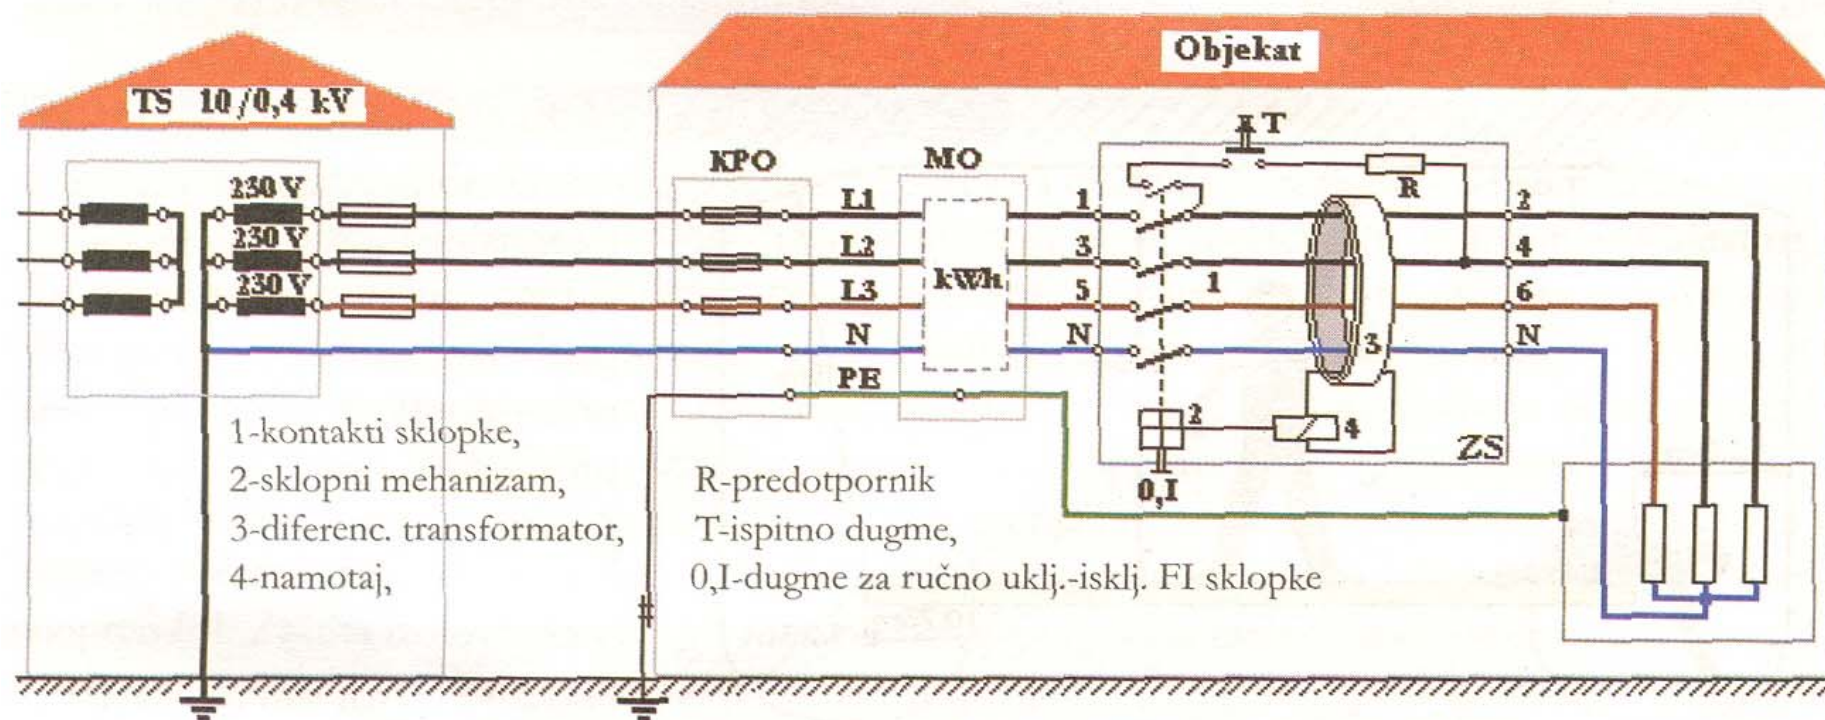 Objekat
TS 10/0,4 kV
T
KPO
MO
230 V
R
L1
1
2
230 V
L2
3
4
230 V
kWh
L3
5
1
6
N
N
3
N
PE
2
4
ZS
0,I
1-kontakti sklopke,
2-sklopni mehanizam,
3-diferenc. transformator,
4-namotaj,
R-predotpornik
T-ispitno dugme,
0,I-dugme za ručno uklj.-isklj. FI sklopke